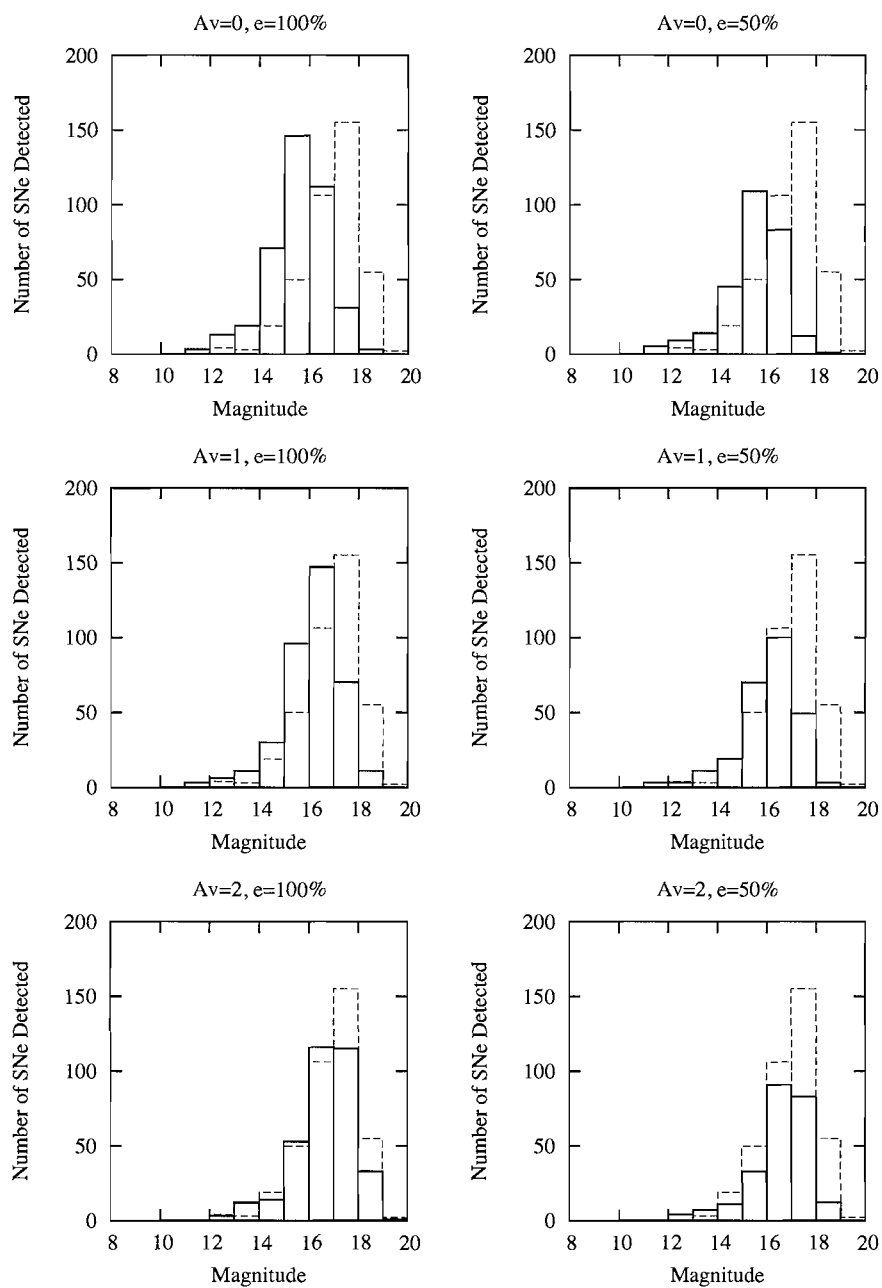 Av=0, e=100%
Number of SNe Detected
200
150
100
50
0
8 10 12 14 16 18 20
Magnitude
Av=0, e=50%
Number of SNe Detected
200
150
100
50
0
8 10 12 14 16 18 20
Magnitude
Av=1, e=100%
Number of SNe Detected
200
150
100
50
0
8 10 12 14 16 18 20
Magnitude
Av=1, e=50%
Number of SNe Detected
200
150
100
50
0
8 10 12 14 16 18 20
Magnitude
Av=2, e=100%
Number of SNe Detected
200
150
100
50
0
8 10 12 14 16 18 20
Magnitude
Av=2, e=50%
Number of SNe Detected
200
150
100
50
0
8 10 12 14 16 18 20
Magnitude